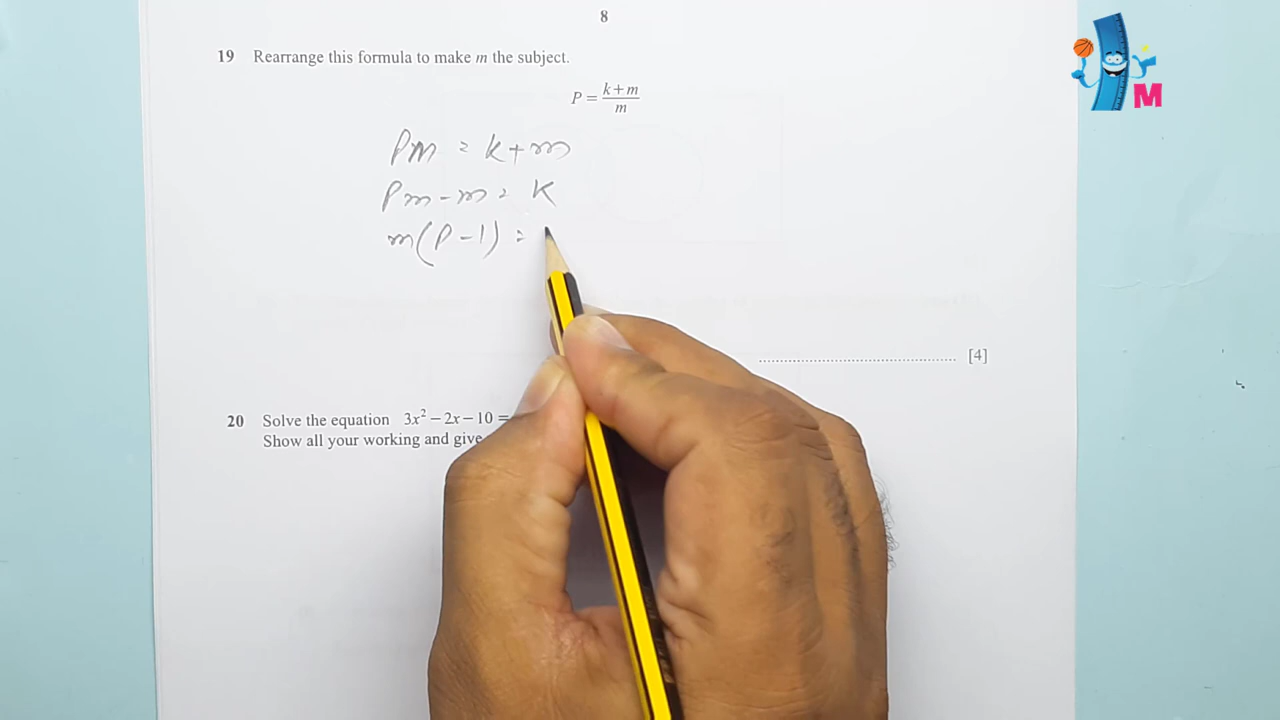 8
19 Rearrange this formula to make m the subject.
P = \frac{k+m}{m}
Pm = k+m
Pm-m = k
m(P-1) =
[4]
20 Solve the equation 3x² – 2x – 10 =
Show all your working and give
M